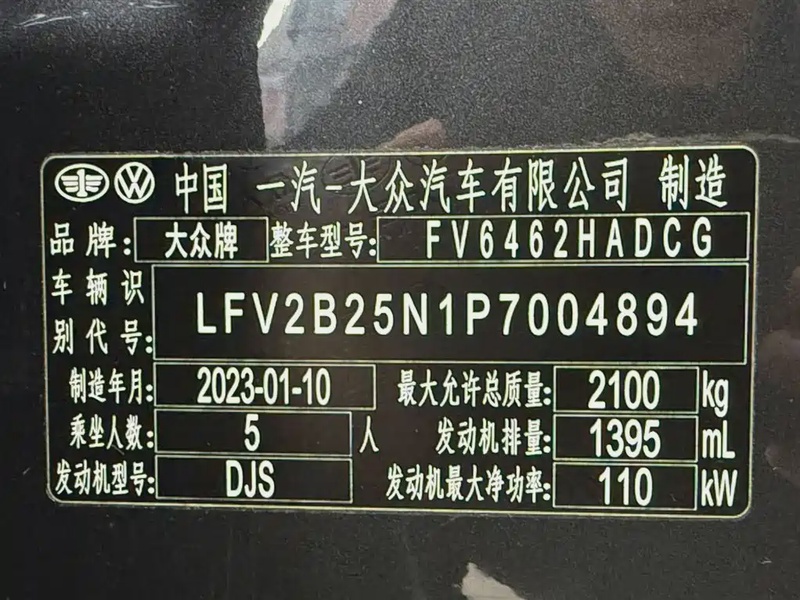 中国 一汽-大众汽车有限公司 制造
品牌: 大众牌 整车型号: FV6462HADCG
车辆识别代号: LFV2B25N1P7004894
制造年月: 2023-01-10 最大允许总质量: 2100 kg
乘坐人数: 5 人 发动机排量: 1395 mL
发动机型号: DJS 发动机最大净功率: 110 kW